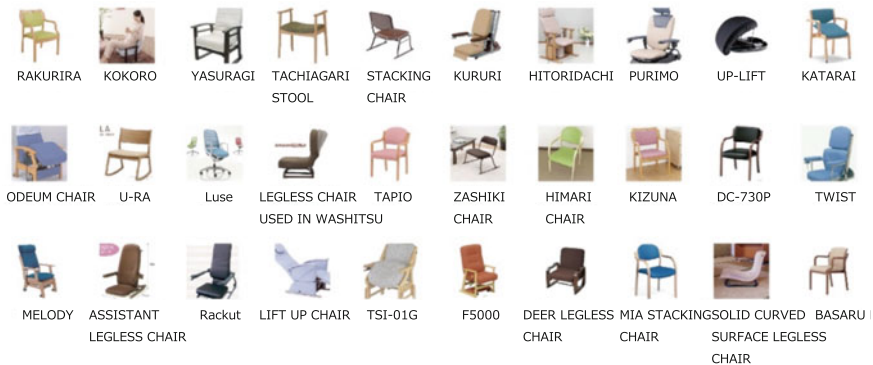 RAKURIRA KOKORO YASURAGI TACHIAGARI STACKING KURURI HITORIDACHI PURIMO UP-LIFT KATARAI
STOOL CHAIR
ODEUM CHAIR U-RA Luse LEGLESS CHAIR TAPIO ZASHIKI HIMARI KIZUNA DC-730P TWIST
USED IN WASHITSU CHAIR CHAIR
MELODY ASSISTANT Rackut LIFT UP CHAIR TSI-01G F5000 DEER LEGLESS MIA STACKING SOLID CURVED BASARU
LEGLESS CHAIR CHAIR CHAIR SURFACE LEGLESS
CHAIR